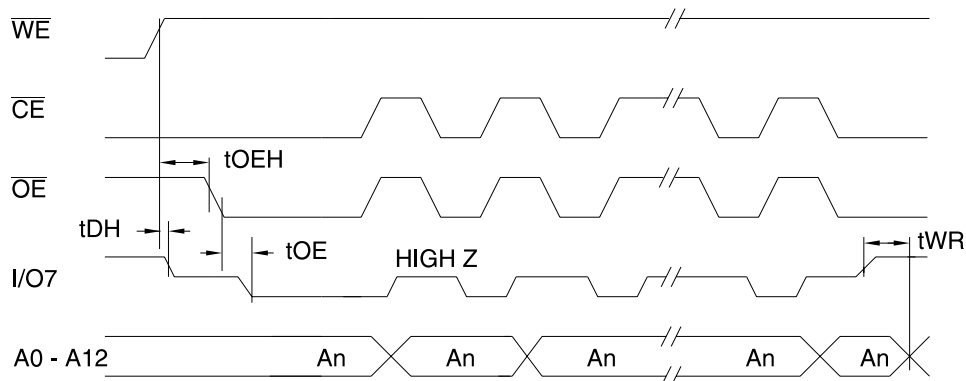 WE
CE
tOEH
OE
tDH
tOE
HIGH Z
tWR
I/O7
A0 - A12
An
An
An
An
An